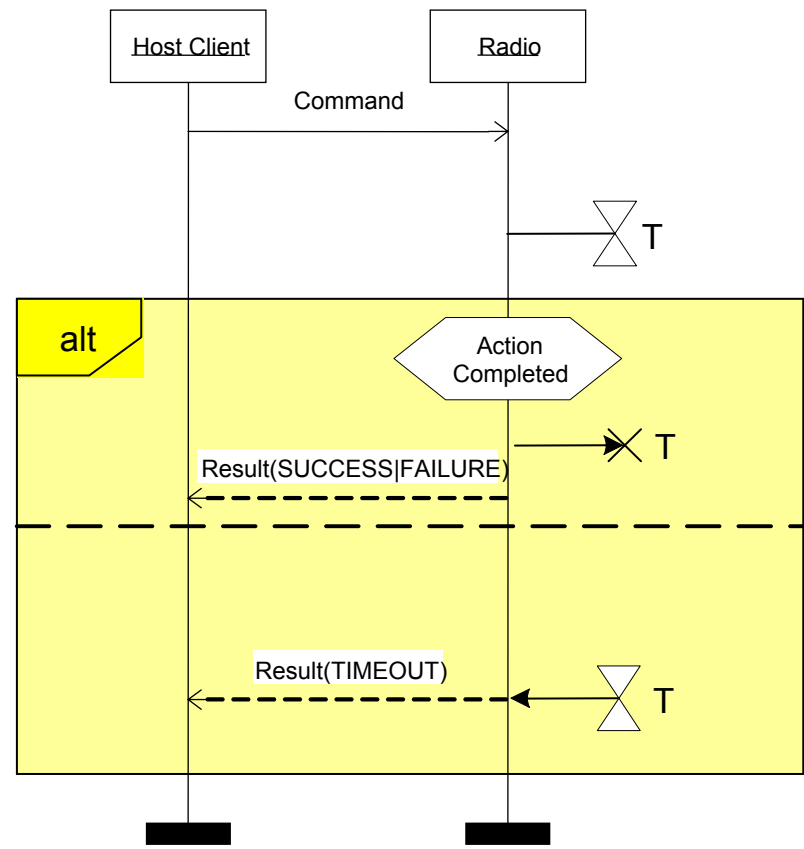 Host Client
Radio
Command
T
alt
Action
Completed
T
Result(SUCCESS|FAILURE)
Result(TIMEOUT)
T